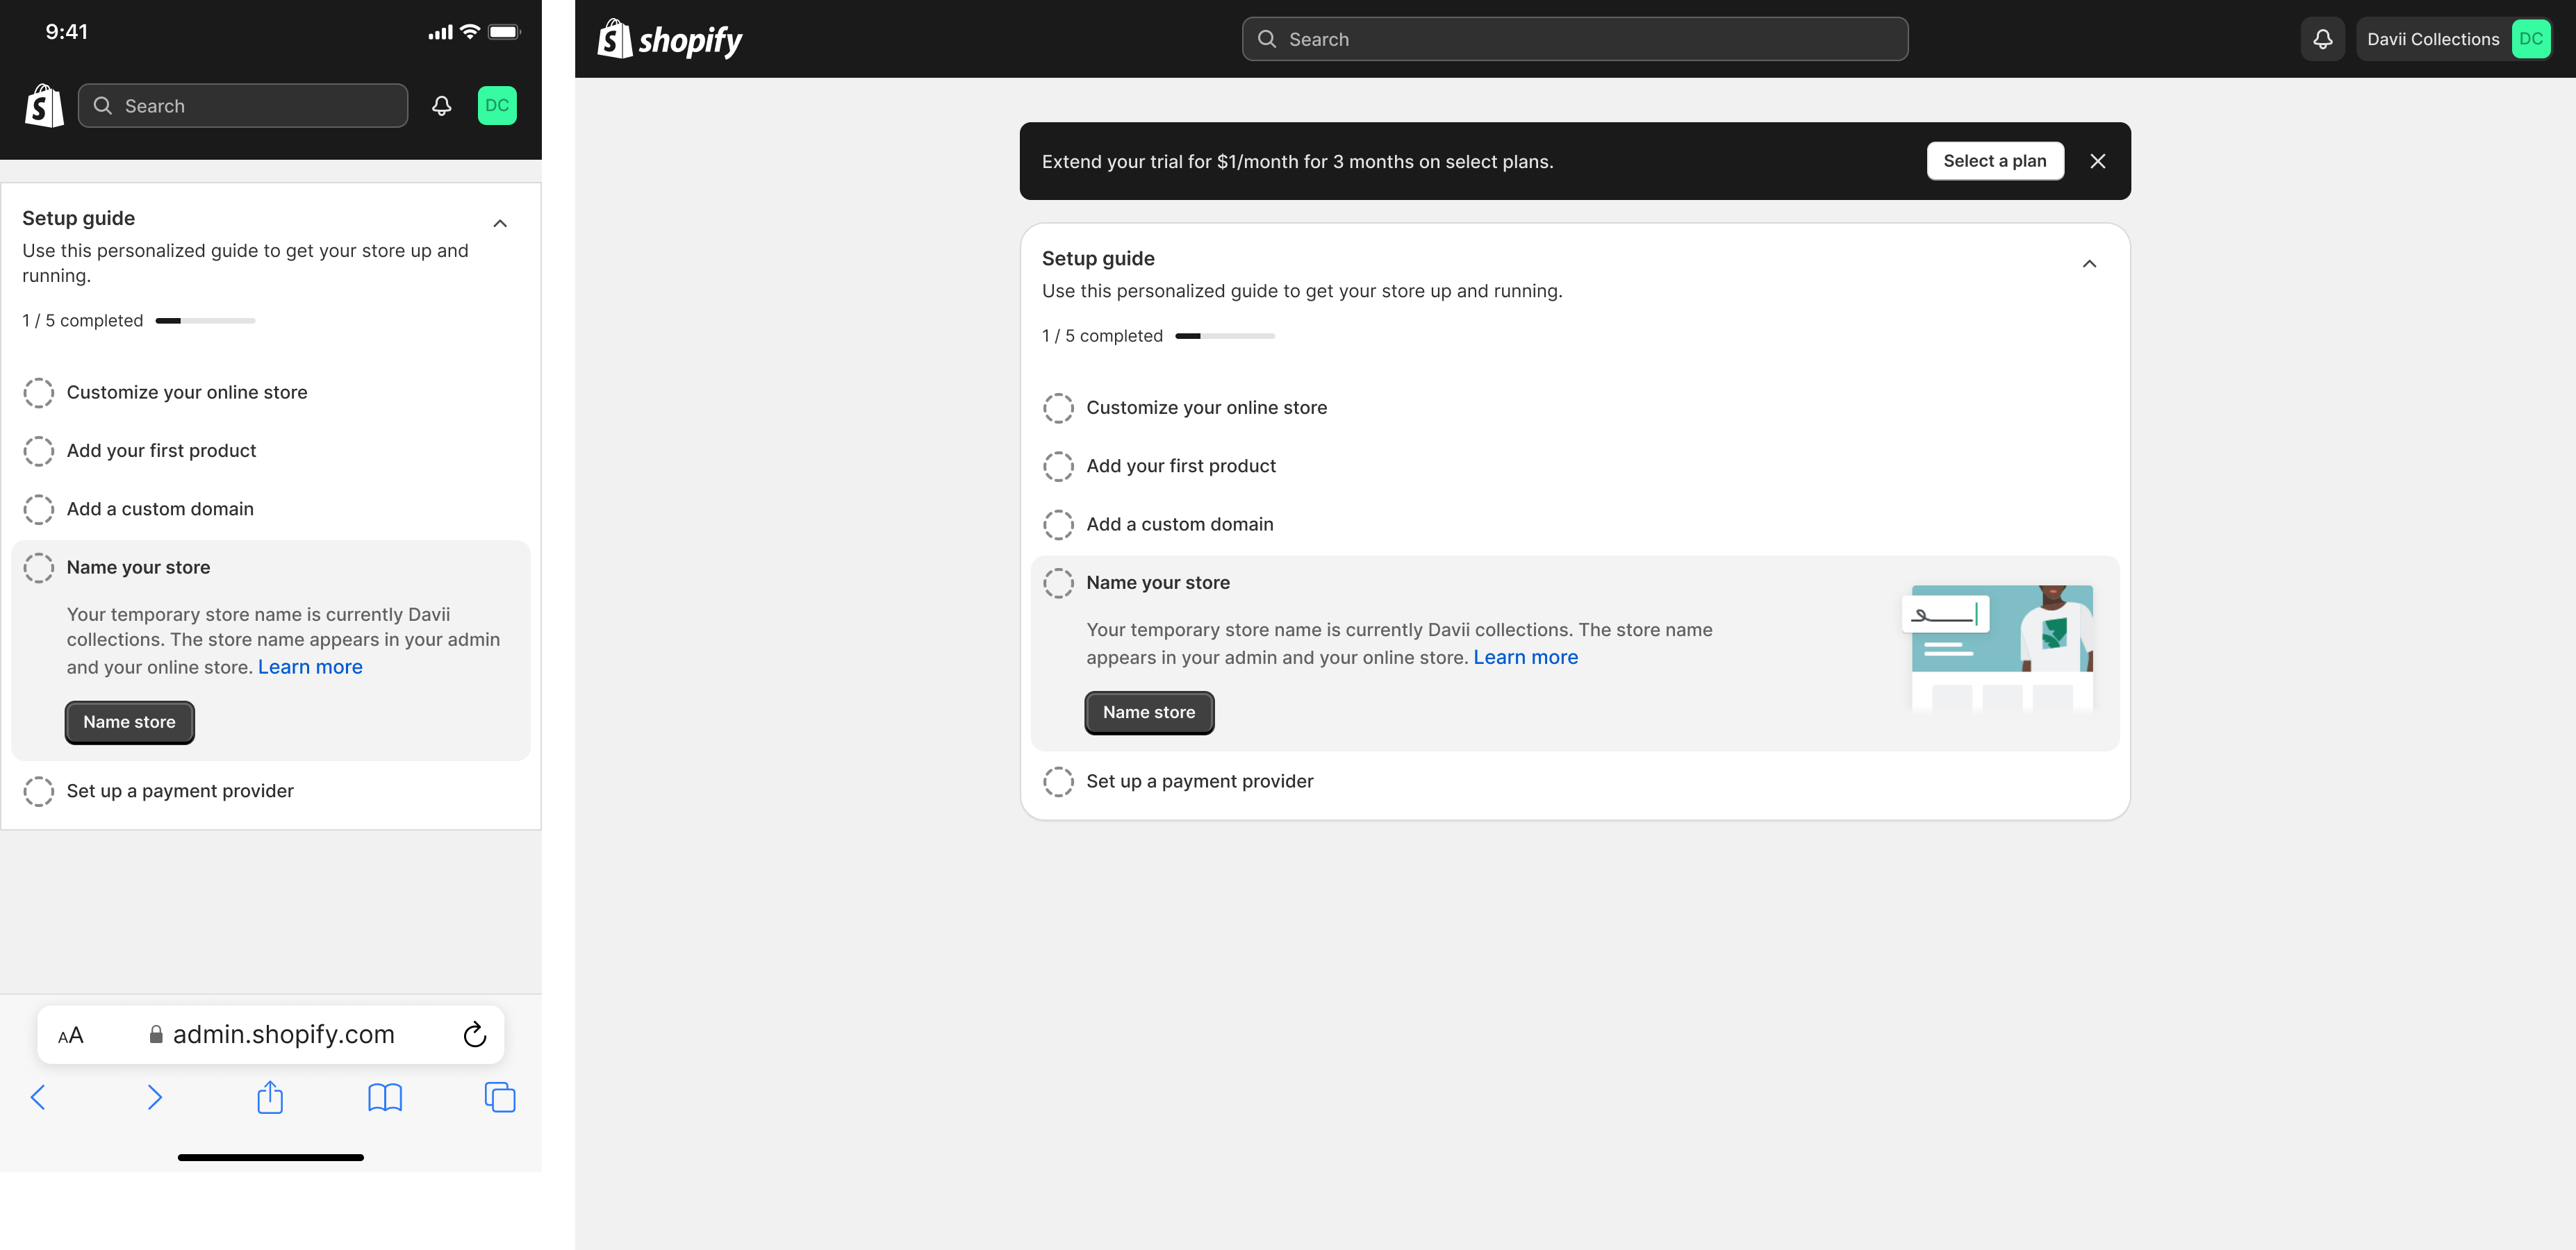 9:41
Search
DC
Setup guide
Use this personalized guide to get your store up and
running.
1 / 5 completed
Customize your online store
Add your first product
Add a custom domain
Name your store
Your temporary store name is currently Davii
collections. The store name appears in your admin
and your online store. Learn more
Name store
Set up a payment provider
AA
admin.shopify.com
shopify
Search
Davii Collections
DC
Extend your trial for $1/month for 3 months on select plans.
Select a plan
Setup guide
Use this personalized guide to get your store up and running.
1 / 5 completed
Customize your online store
Add your first product
Add a custom domain
Name your store
Your temporary store name is currently Davii collections. The store name
appears in your admin and your online store. Learn more
Name store
Set up a payment provider